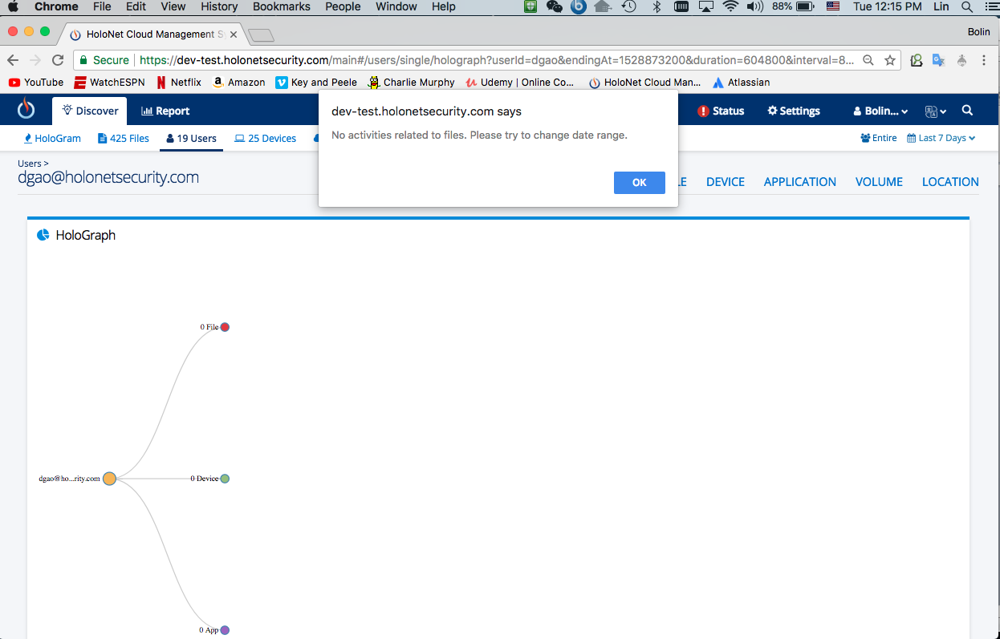 Chrome File Edit View History Bookmarks People Window Help 88% Tue 12:15 PM Lin
HoloNet Cloud Management Sy Bolin
Secure https://dev-test.holonetsecurity.com/main#/users/single/holograph?userId=dgao&endingAt=1528873200&duration=604800&interval=8...
YouTube WatchESPN Netflix Amazon Key and Peele Charlie Murphy Udemy | Online Co... HoloNet Cloud Man... Atlassian
dev-test.holonetsecurity.com says
No activities related to files. Please try to change date range.
OK
Discover Report Status Settings Bolin...
HoloGram 425 Files 19 Users 25 Devices Entire Last 7 Days
Users >
dgao@holonetsecurity.com
LE DEVICE APPLICATION VOLUME LOCATION
HoloGraph
0 File
dgao@ho...rity.com 0 Device
0 App